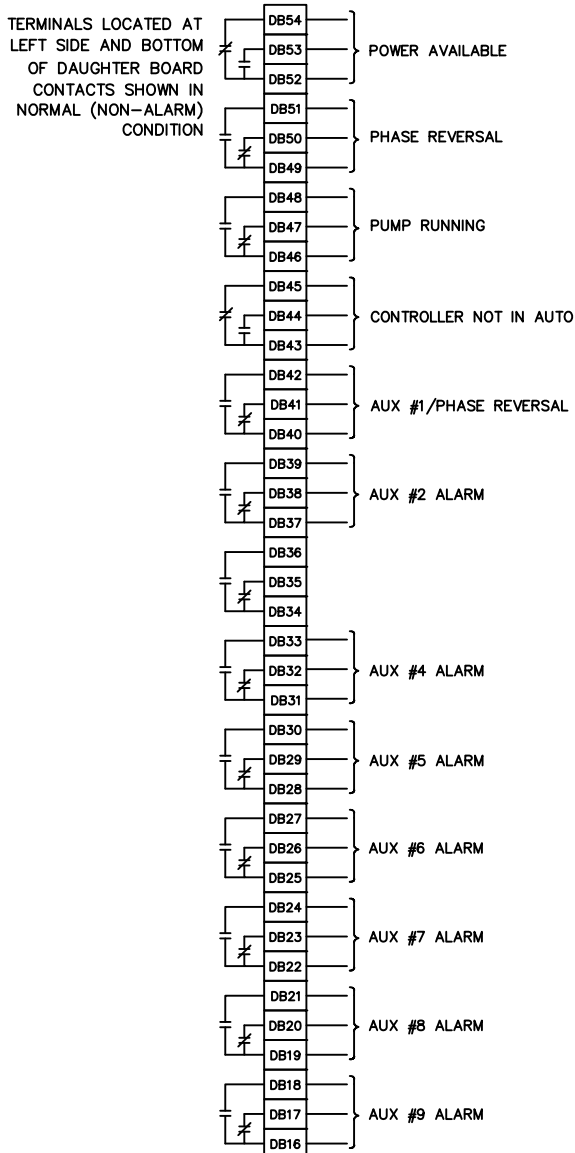 TERMINALS LOCATED AT
LEFT SIDE AND BOTTOM
OF DAUGHTER BOARD
CONTACTS SHOWN IN
NORMAL (NON-ALARM)
CONDITION
DB54
DB53
DB52
POWER AVAILABLE
DB51
DB50
DB49
PHASE REVERSAL
DB48
DB47
DB46
PUMP RUNNING
DB45
DB44
DB43
CONTROLLER NOT IN AUTO
DB42
DB41
DB40
AUX #1/PHASE REVERSAL
DB39
DB38
DB37
AUX #2 ALARM
DB36
DB35
DB34
DB33
DB32
DB31
AUX #4 ALARM
DB30
DB29
DB28
AUX #5 ALARM
DB27
DB26
DB25
AUX #6 ALARM
DB24
DB23
DB22
AUX #7 ALARM
DB21
DB20
DB19
AUX #8 ALARM
DB18
DB17
DB16
AUX #9 ALARM